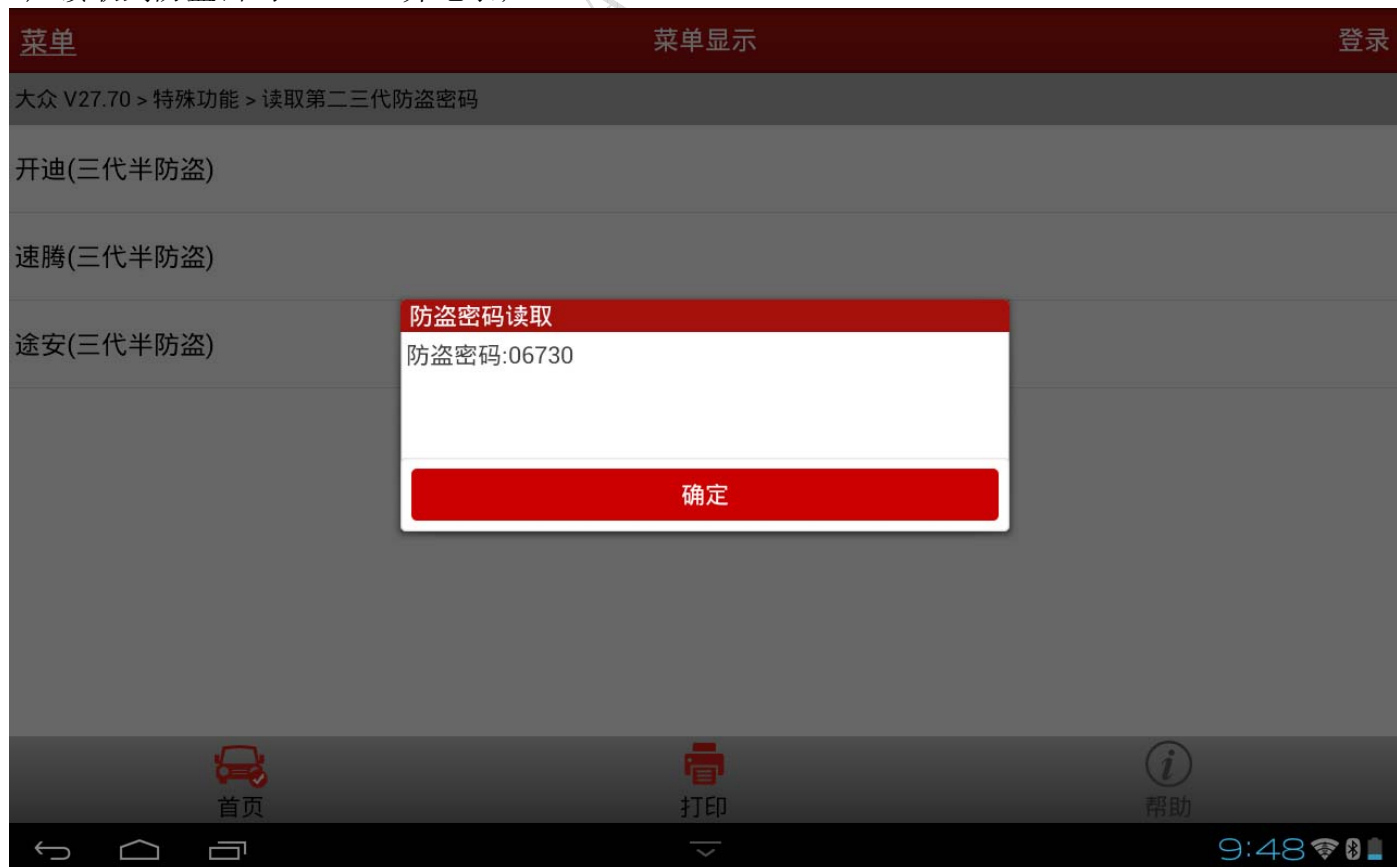 菜单
菜单显示
登录
大众 V27.70 > 特殊功能 > 读取第二三代防盗密码
开迪(三代半防盗)
速腾(三代半防盗)
途安(三代半防盗)
防盗密码读取
防盗密码:06730
确定
首页
打印
帮助
9:48